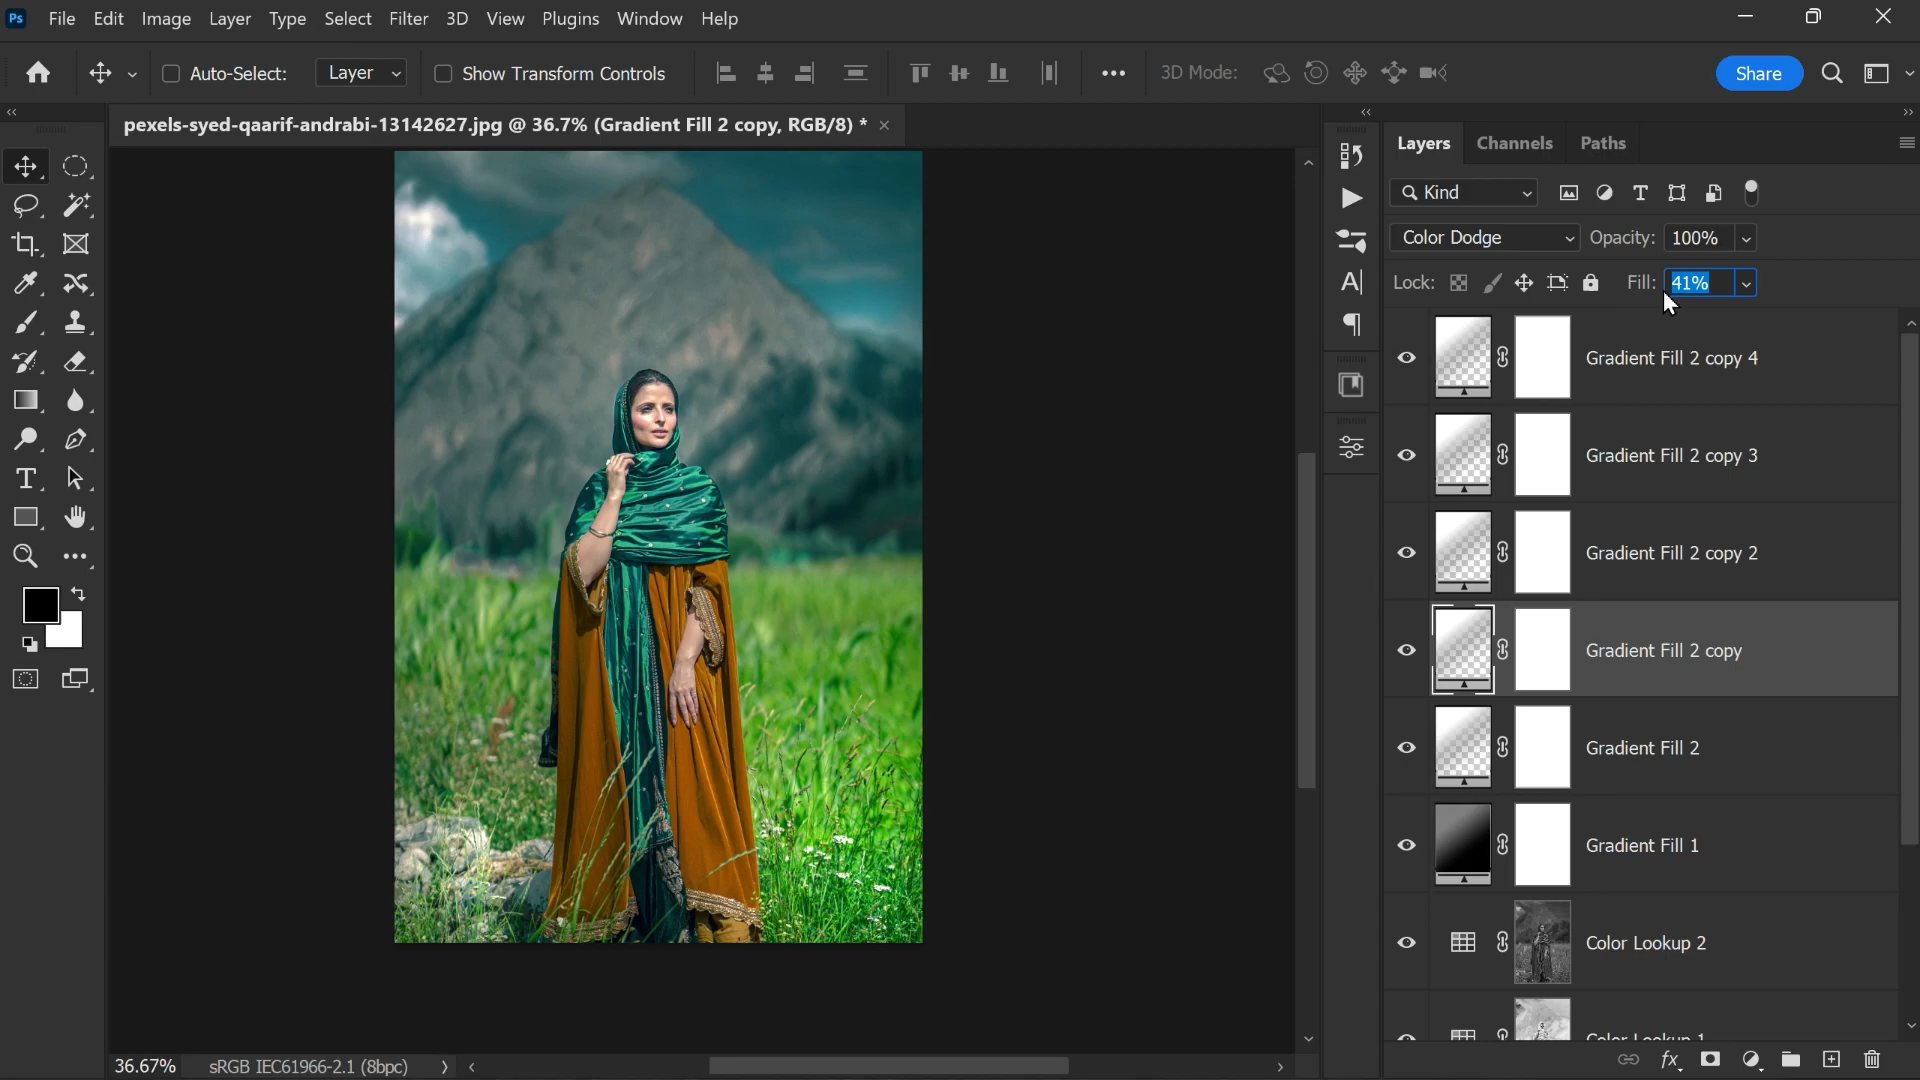 Ps File Edit Image Layer Type Select Filter 3D View Plugins Window Help
Auto-Select: Layer Show Transform Controls 3D Mode: Share
pexels-syed-qaarif-andrabi-13142627.jpg @ 36.7% (Gradient Fill 2 copy, RGB/8) *
Layers Channels Paths
Kind
Color Dodge Opacity: 100%
Lock: Fill: 41%
Gradient Fill 2 copy 4
Gradient Fill 2 copy 3
Gradient Fill 2 copy 2
Gradient Fill 2 copy
Gradient Fill 2
Gradient Fill 1
Color Lookup 2
Color Lookup 1
36.67% sRGB IEC61966-2.1 (8bpc)